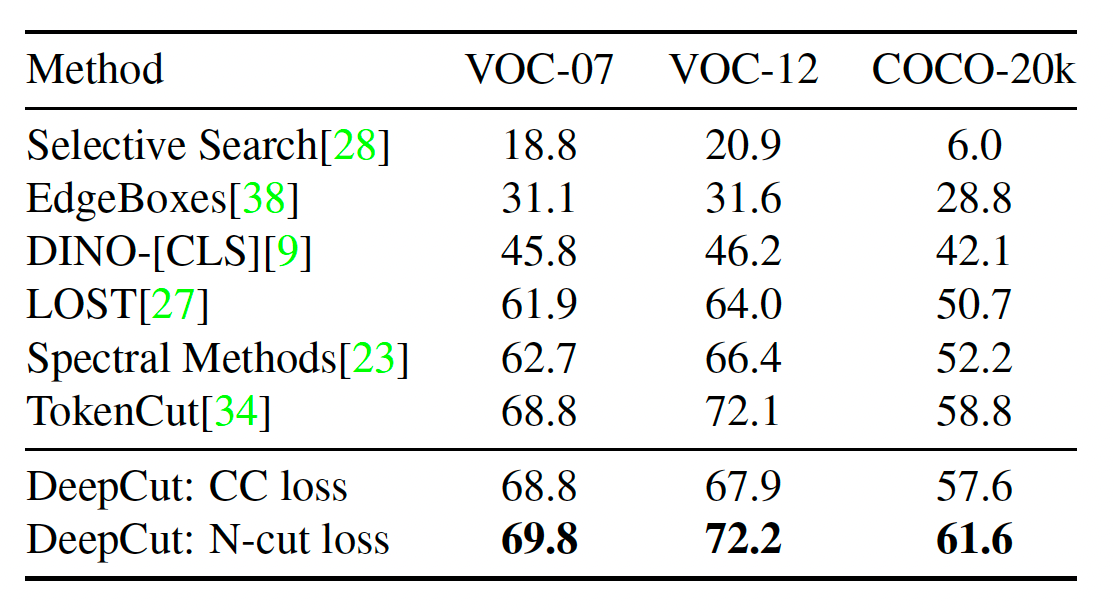 Method VOC-07 VOC-12 COCO-20k
Selective Search[28] 18.8 20.9 6.0
EdgeBoxes[38] 31.1 31.6 28.8
DINO-[CLS][9] 45.8 46.2 42.1
LOST[27] 61.9 64.0 50.7
Spectral Methods[23] 62.7 66.4 52.2
TokenCut[34] 68.8 72.1 58.8
DeepCut: CC loss 68.8 67.9 57.6
DeepCut: N-cut loss 69.8 72.2 61.6